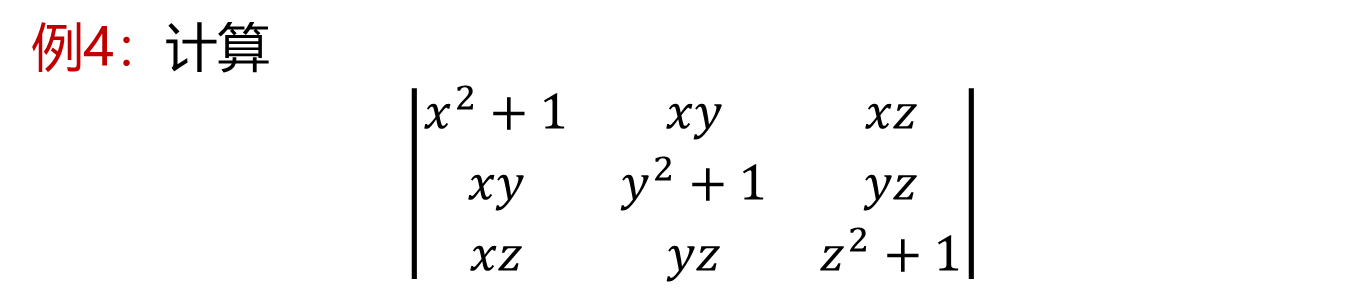 例4：计算
| x² + 1 xy xz |
| xy y² + 1 yz |
| xz yz z² + 1 |